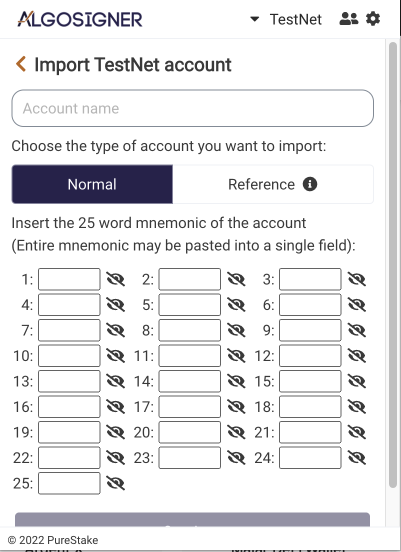 ALGOSIGNER
TestNet
Import TestNet account
Account name
Choose the type of account you want to import:
Normal
Reference
Insert the 25 word mnemonic of the account
(Entire mnemonic may be pasted into a single field):
1: 2: 3:
4: 5: 6:
7: 8: 9:
10: 11: 12:
13: 14: 15:
16: 17: 18:
19: 20: 21:
22: 23: 24:
25:
© 2022 PureStake